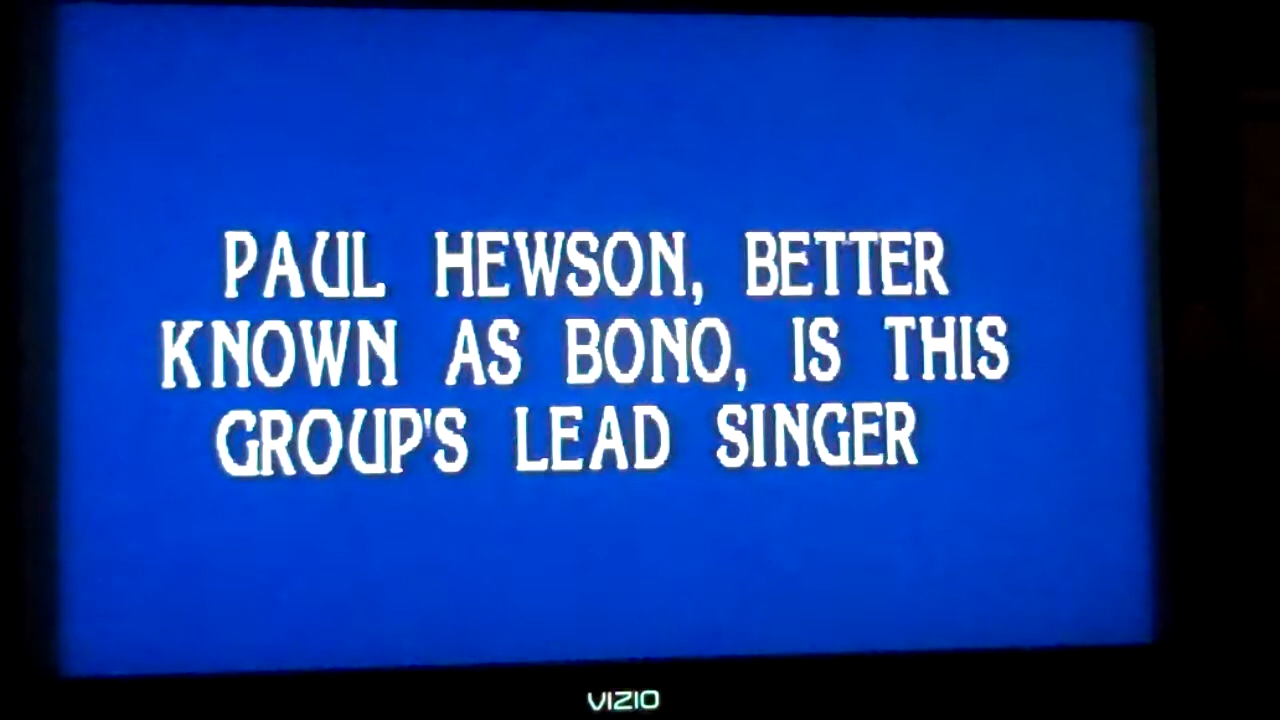 PAUL HEWSON, BETTER
KNOWN AS BONO, IS THIS
GROUP'S LEAD SINGER
VIZIO